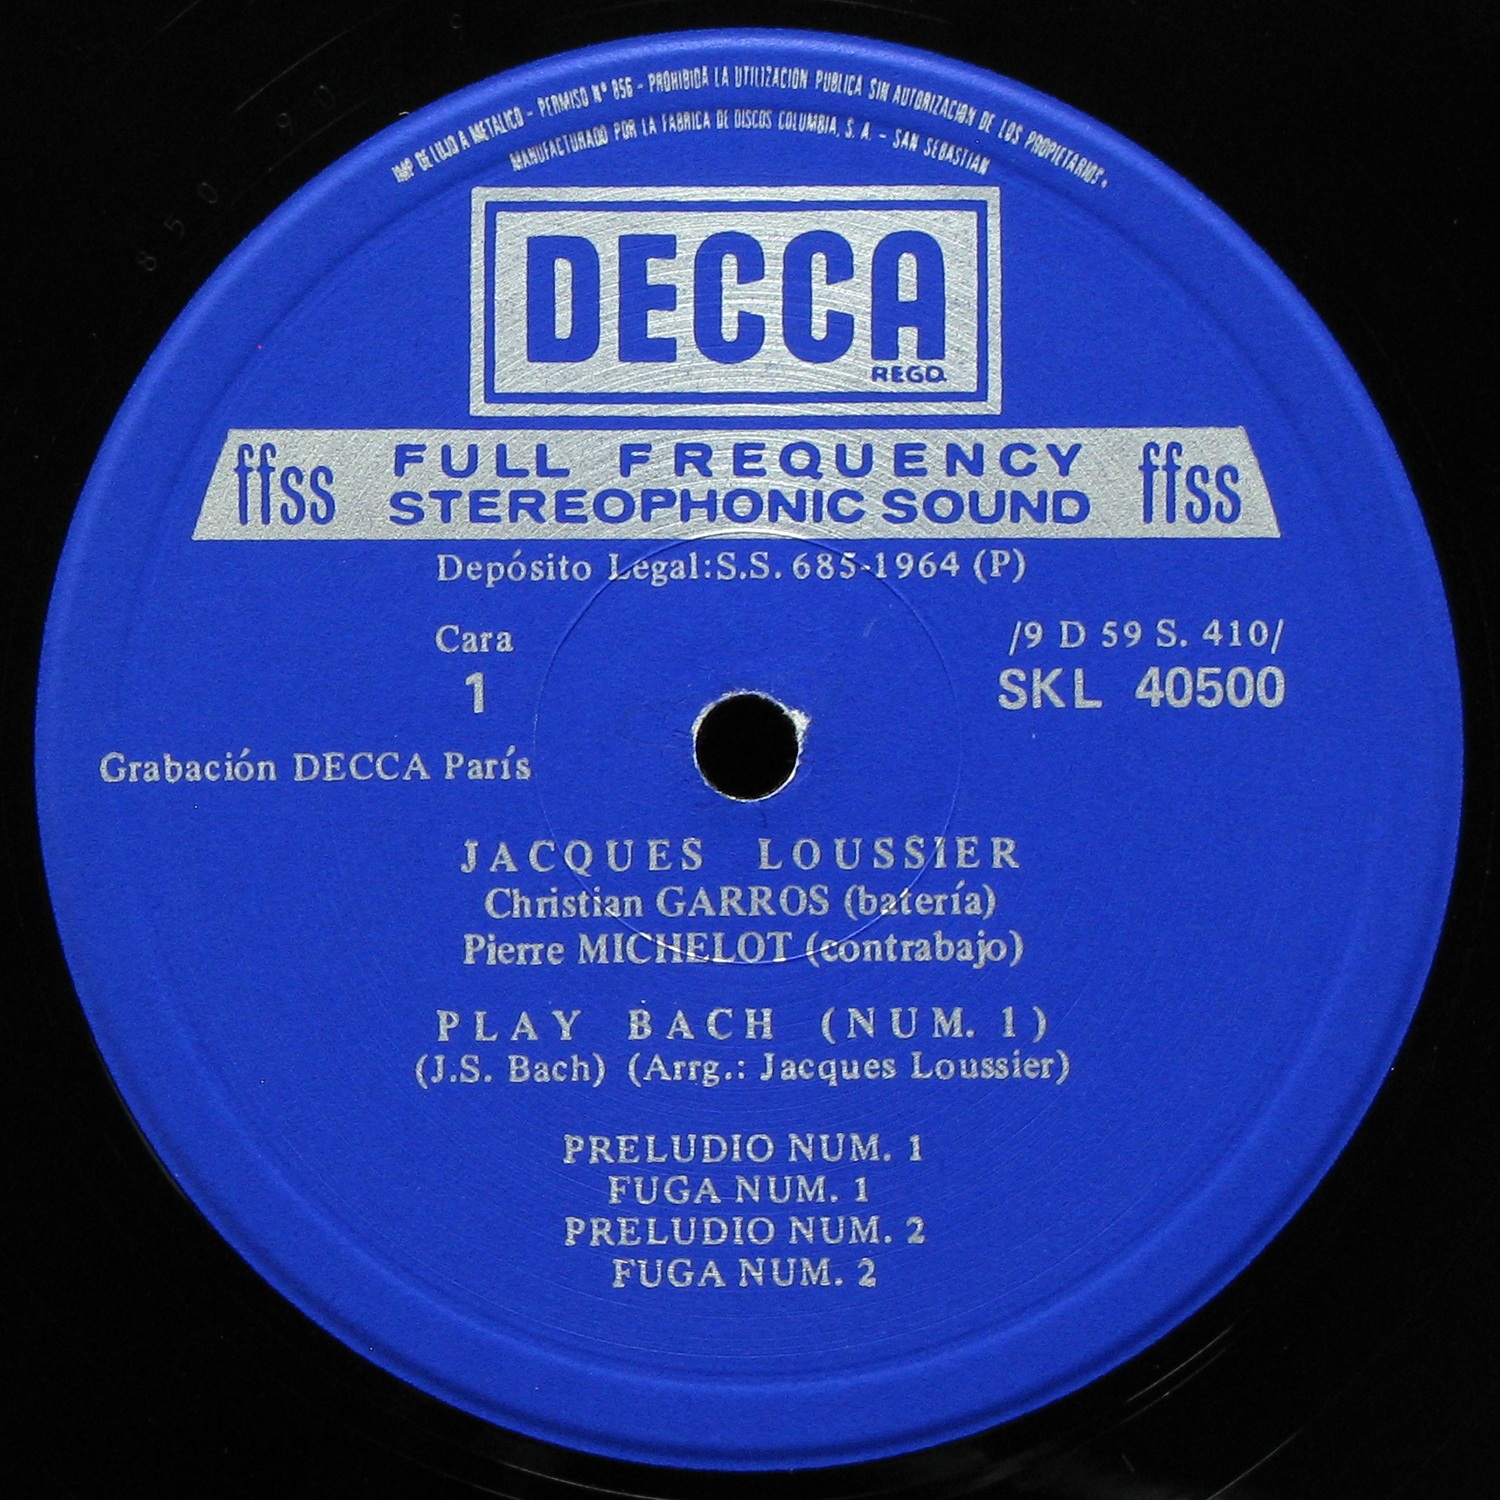 IMP. DE LUJO A METALICO - PERMISO Nº 856 - PROHIBIDA LA UTILIZACION PUBLICA SIN AUTORIZACION DE LOS PROPIETARIOS.
MANUFACTURADO POR LA FABRICA DE DISCOS COLUMBIA, S. A. - SAN SEBASTIAN
DECCA
REGD.
ffss FULL FREQUENCY ffss
STEREOPHONIC SOUND
Depósito Legal:S.S. 685-1964 (P)
Cara
1
/9 D 59 S. 410/
SKL 40500
Grabación DECCA París
JACQUES LOUSSIER
Christian GARROS (batería)
Pierre MICHELOT (contrabajo)
PLAY BACH (NUM. 1)
(J.S. Bach) (Arrg.: Jacques Loussier)
PRELUDIO NUM. 1
FUGA NUM. 1
PRELUDIO NUM. 2
FUGA NUM. 2